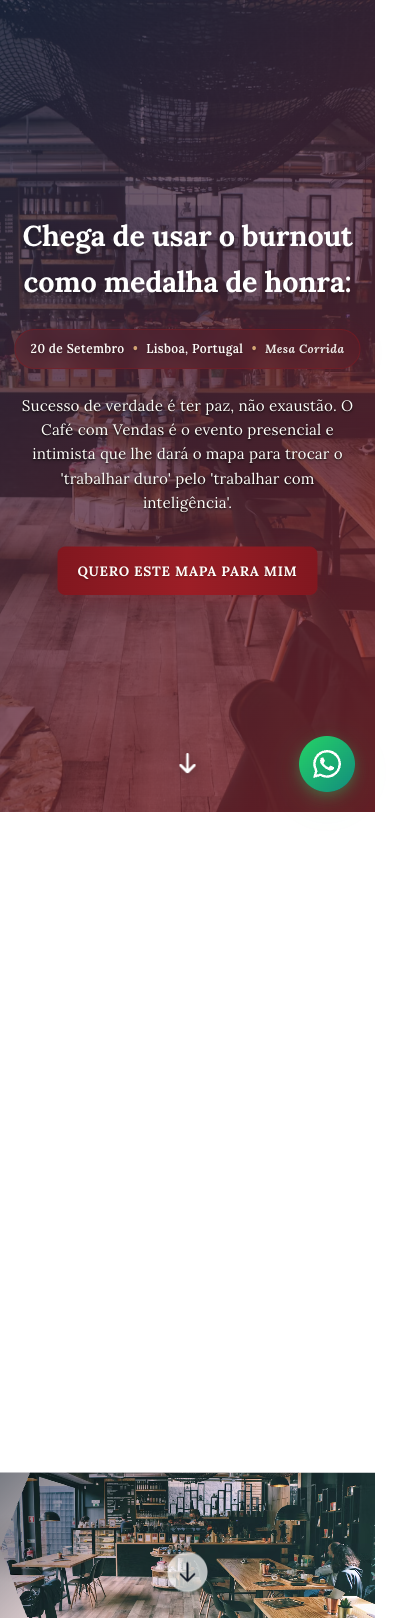 Chega de usar o burnout
como medalha de honra:
20 de Setembro • Lisboa, Portugal • Mesa Corrida
Sucesso de verdade é ter paz, não exaustão. O
Café com Vendas é o evento presencial e
intimista que lhe dará o mapa para trocar o
'trabalhar duro' pelo 'trabalhar com
inteligência'.
QUERO ESTE MAPA PARA MIM